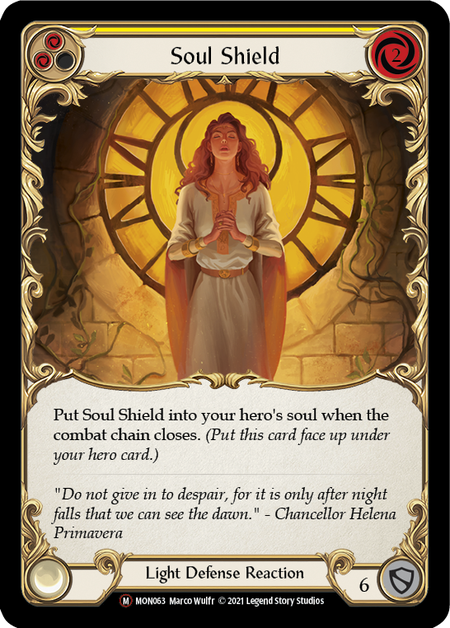 Soul Shield
2
Put Soul Shield into your hero's soul when the
combat chain closes. (Put this card face up under
your hero card.)
"Do not give in to despair, for it is only after night
falls that we can see the dawn." - Chancellor Helena
Primavera
Light Defense Reaction
6
M MON063 Marco Wulfr © 2021 Legend Story Studios